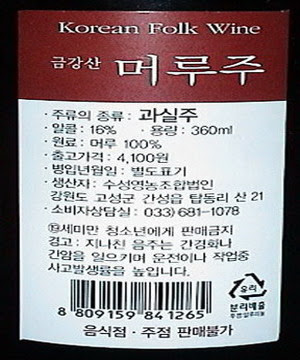 Korean Folk Wine
금강산 머루주
· 주류의 종류 : 과실주
· 알콜 : 16% · 용량 : 360ml
· 원료 : 머루 100%
· 출고가격 : 4,100원
· 병입년월일 : 별도표기
· 생산자 : 수성영농조합법인
강원도 고성군 간성읍 탑동리 산 21
· 소비자상담실 : 033) 681-1078
⑲세미만 청소년에게 판매금지
경고 : 지나친 음주는 간경화나
간암을 일으키며 운전이나 작업중
사고발생률을 높입니다.
유리
분리배출
8 809159 841265
음식점 · 주점 판매불가